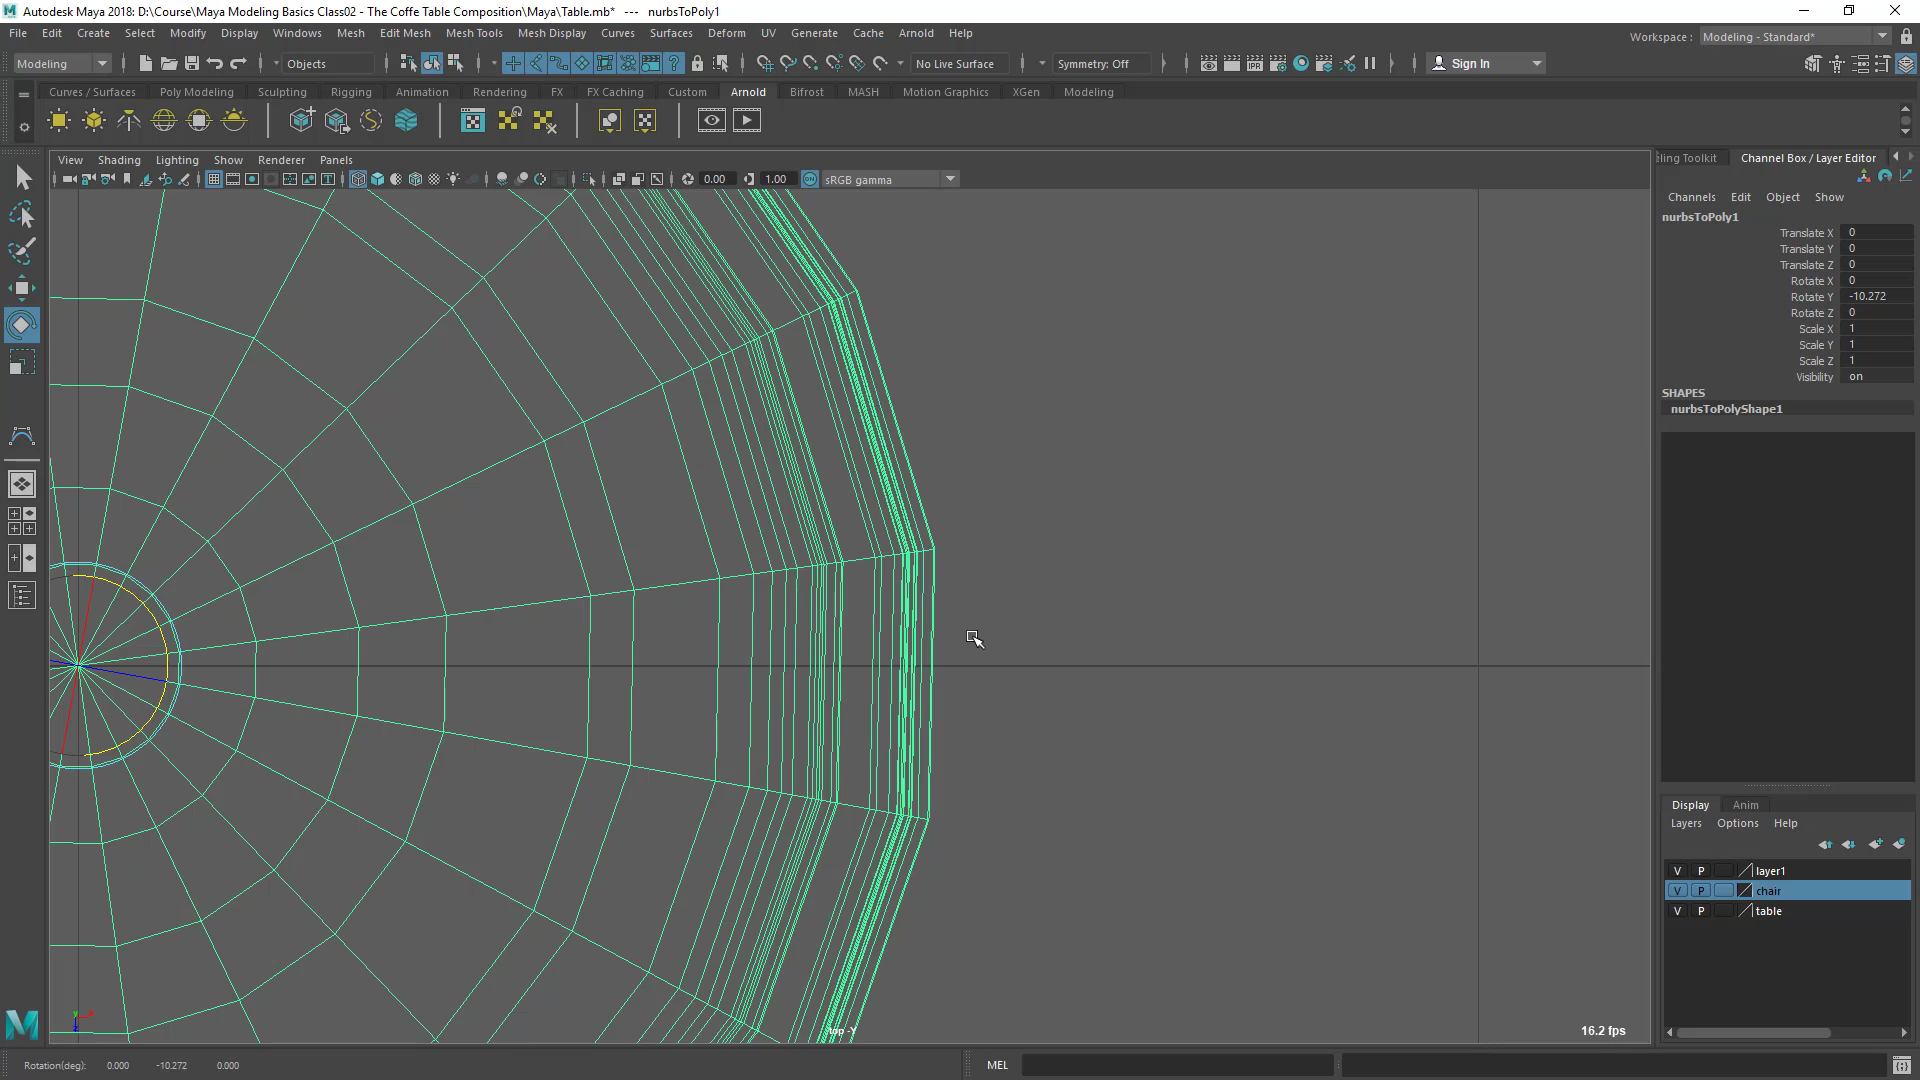 Autodesk Maya 2018: D:\Course\Maya Modeling Basics Class02 - The Coffe Table Composition\Maya\Table.mb* --- nurbsToPoly1
File Edit Create Select Modify Display Windows Mesh Edit Mesh Mesh Tools Mesh Display Curves Surfaces Deform UV Generate Cache Arnold Help
Workspace : Modeling - Standard*
Modeling Objects No Live Surface Symmetry: Off Sign In
Curves / Surfaces Poly Modeling Sculpting Rigging Animation Rendering FX FX Caching Custom Arnold Bifrost MASH Motion Graphics XGen Modeling
View Shading Lighting Show Renderer Panels
0.00 1.00 sRGB gamma
ling Toolkit Channel Box / Layer Editor
Channels Edit Object Show
nurbsToPoly1
Translate X 0
Translate Y 0
Translate Z 0
Rotate X 0
Rotate Y -10.272
Rotate Z 0
Scale X 1
Scale Y 1
Scale Z 1
Visibility on
SHAPES
nurbsToPolyShape1
Display Anim
Layers Options Help
V P layer1
V P chair
V P table
top -Y
16.2 fps
Rotation(deg): 0.000 -10.272 0.000
MEL